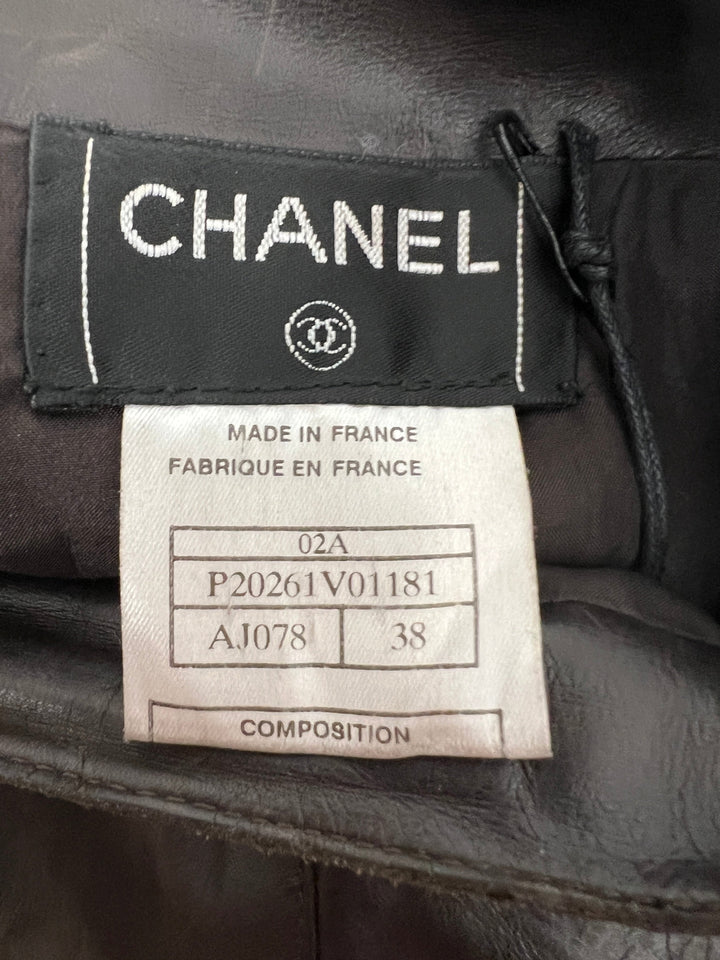 CHANEL
MADE IN FRANCE
FABRIQUE EN FRANCE
02A
P20261V01181
AJ078 38
COMPOSITION